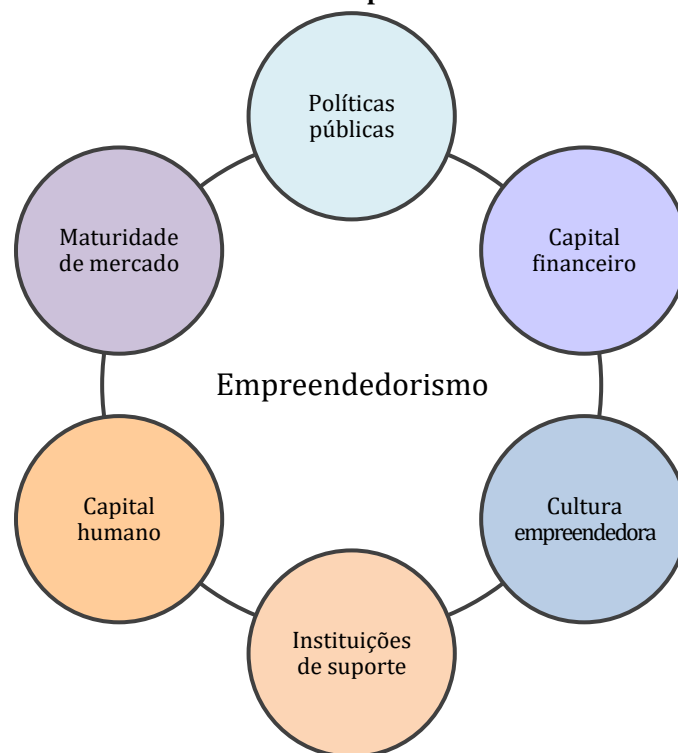 Políticas
públicas
Maturidade
de mercado
Capital
financeiro
Empreendedorismo
Capital
humano
Cultura
empreendedora
Instituições
de suporte